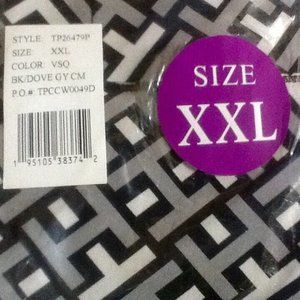 STYLE: TP26479P
SIZE: XXL
COLOR: VSQ
BK/DOVE GY CM
P.O.# TPCCW0049D
1 95105 38374 2
SIZE
XXL